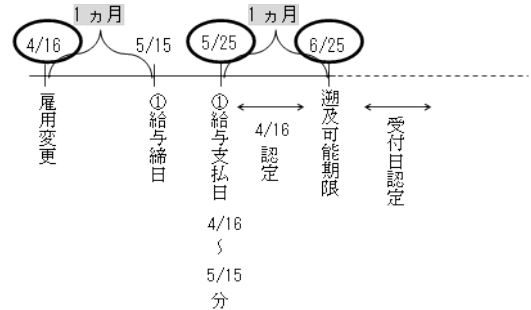 １ヵ月
１ヵ月
4/16
5/15
5/25
6/25
雇用変更
①給与締日
①給与支払日
4/16
～
5/15
分
4/16
認定
遡及可能期限
受付日認定